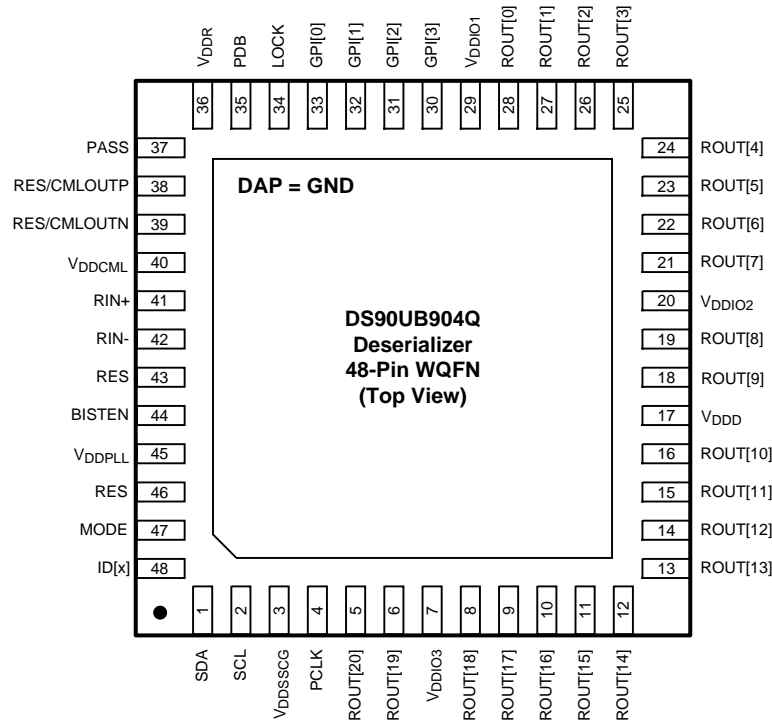 VDDR
PDB
LOCK
GPI[0]
GPI[1]
GPI[2]
GPI[3]
VDDIO1
ROUT[0]
ROUT[1]
ROUT[2]
ROUT[3]
36
35
34
33
32
31
30
29
28
27
26
25
PASS 37
RES/CMLOUTP 38
RES/CMLOUTN 39
VDDCML 40
RIN+ 41
RIN- 42
RES 43
BISTEN 44
VDDPLL 45
RES 46
MODE 47
ID[x] 48
DAP = GND
DS90UB904Q
Deserializer
48-Pin WQFN
(Top View)
24 ROUT[4]
23 ROUT[5]
22 ROUT[6]
21 ROUT[7]
20 VDDIO2
19 ROUT[8]
18 ROUT[9]
17 VDDD
16 ROUT[10]
15 ROUT[11]
14 ROUT[12]
13 ROUT[13]
1
2
3
4
5
6
7
8
9
10
11
12
SDA
SCL
VDDSSCG
PCLK
ROUT[20]
ROUT[19]
VDDIO3
ROUT[18]
ROUT[17]
ROUT[16]
ROUT[15]
ROUT[14]